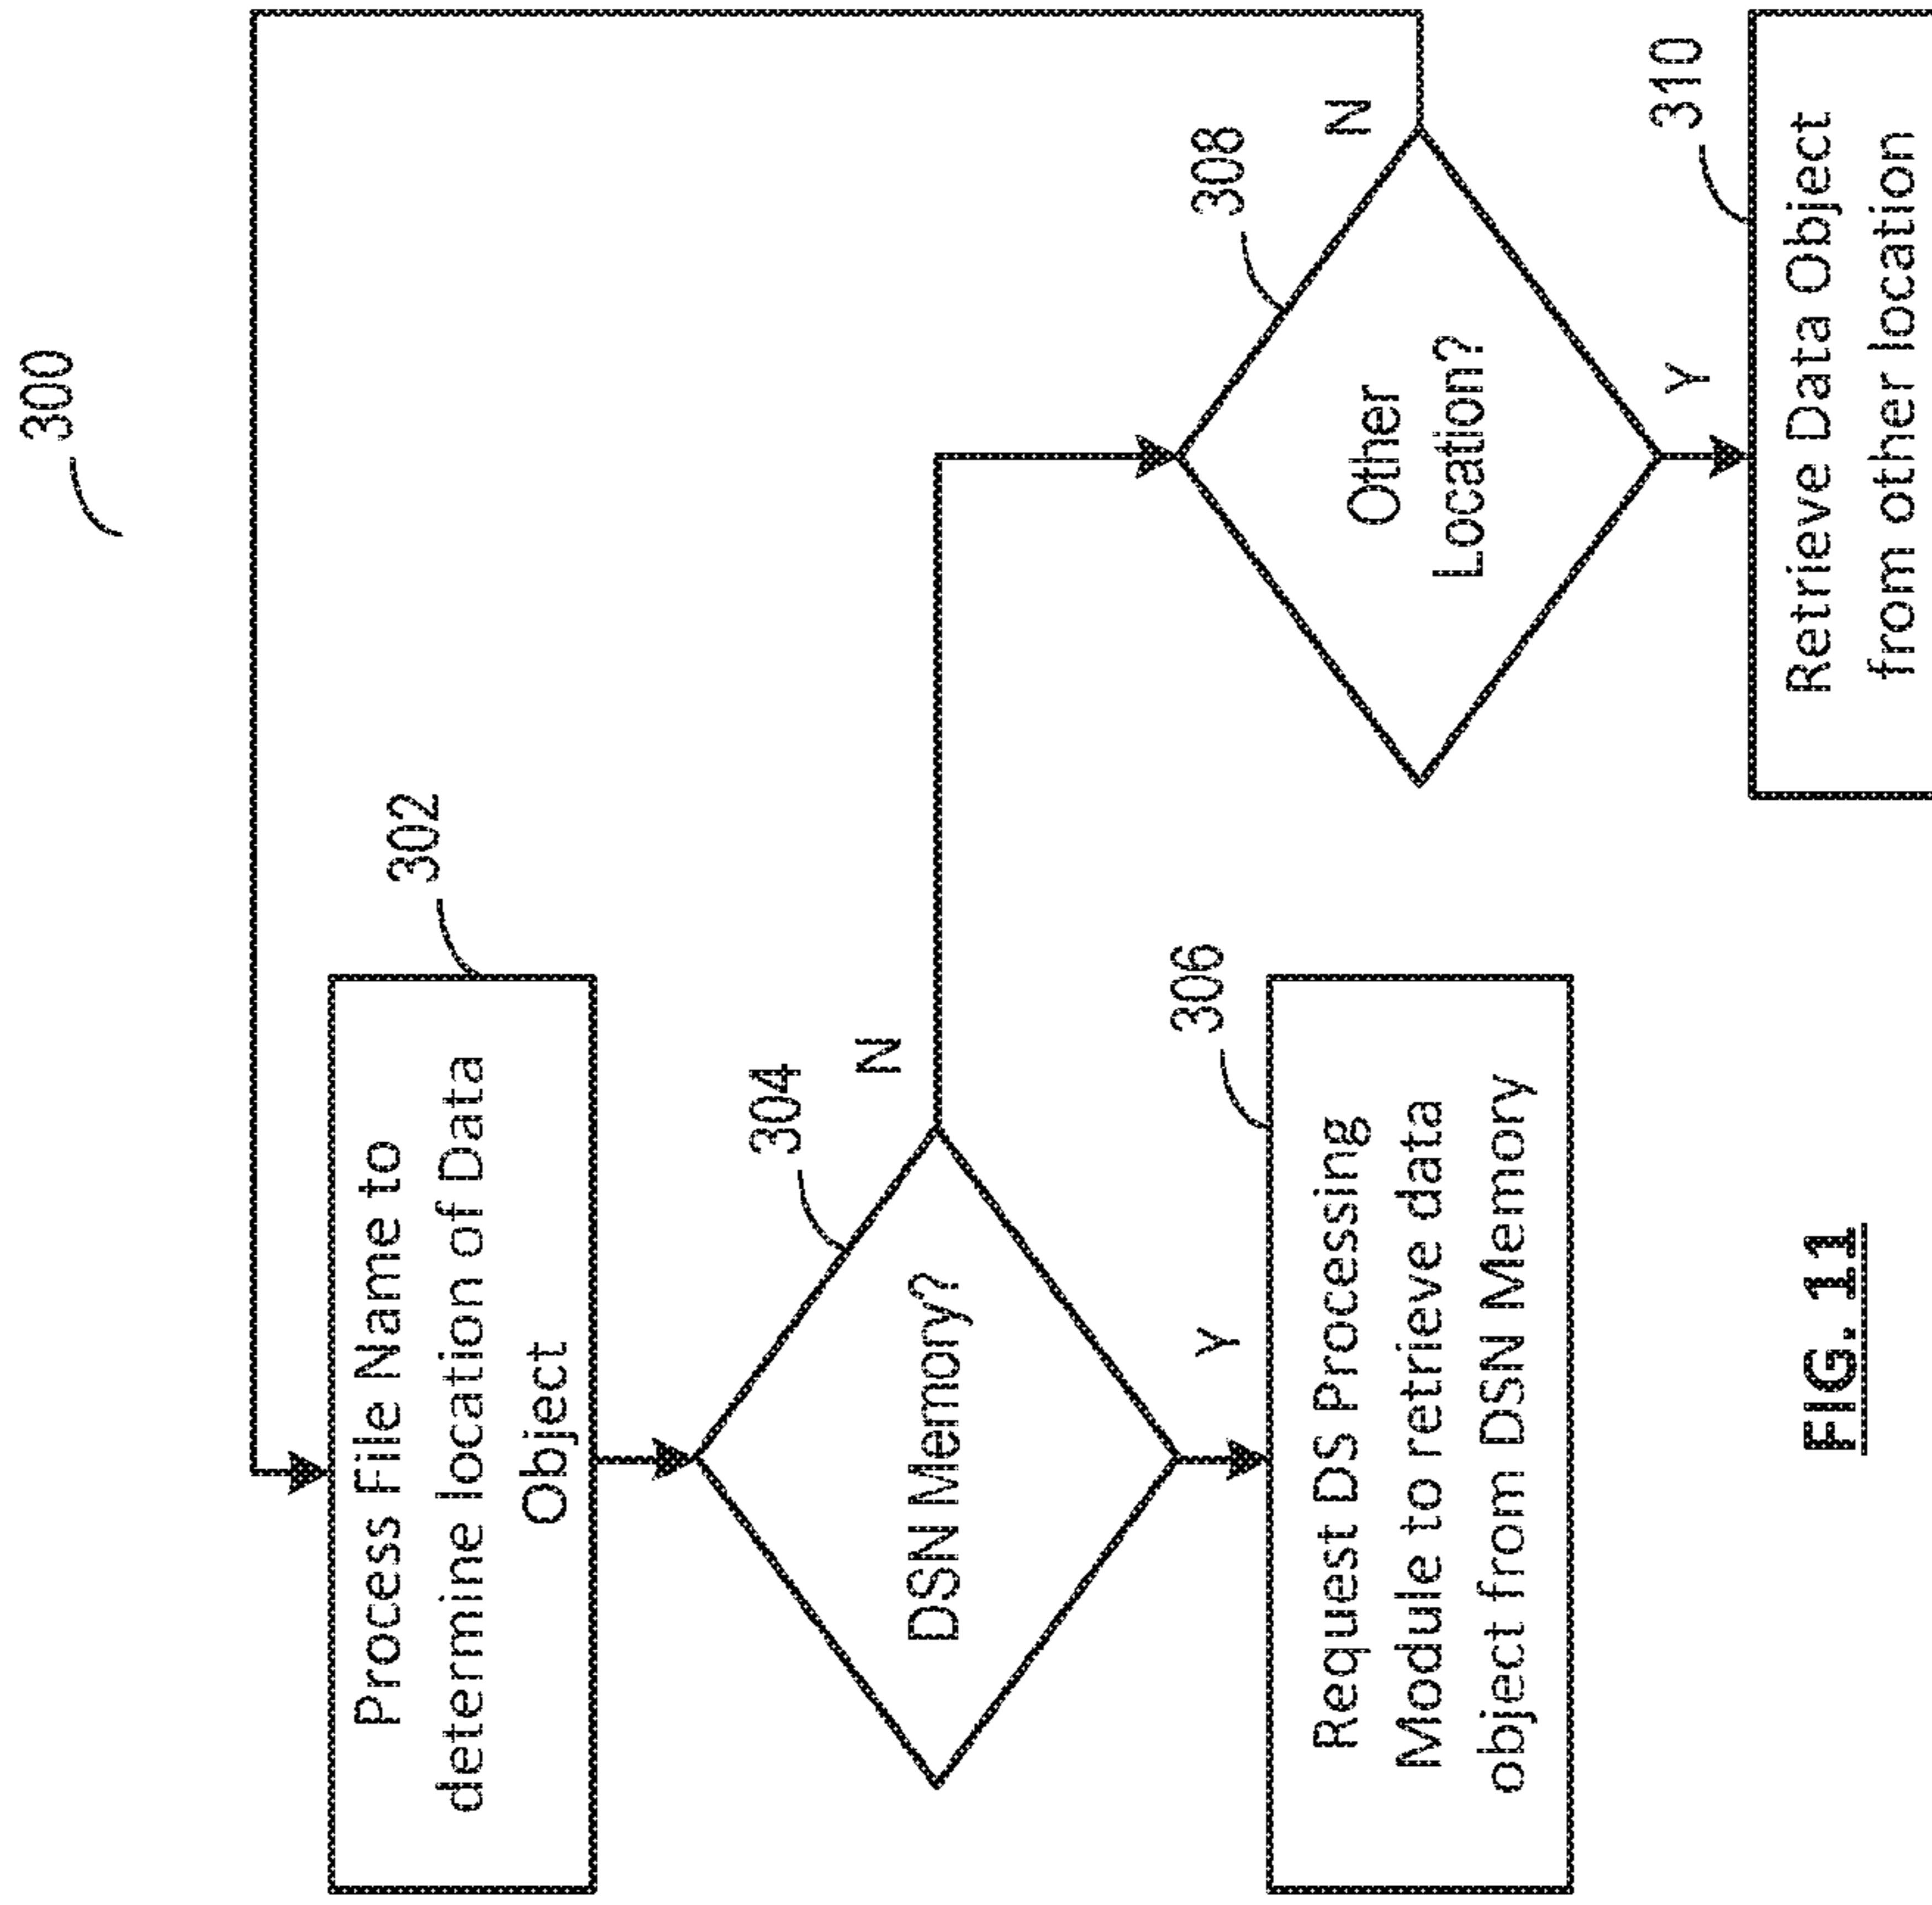 300
302
Process File Name to
determine location of Data
Object
304
DSN Memory?
N
Y
306
Request DS Processing
Module to retrieve data
object from DSN Memory
308
Other
Location?
N
Y
310
Retrieve Data Object
from other location
FIG. 11